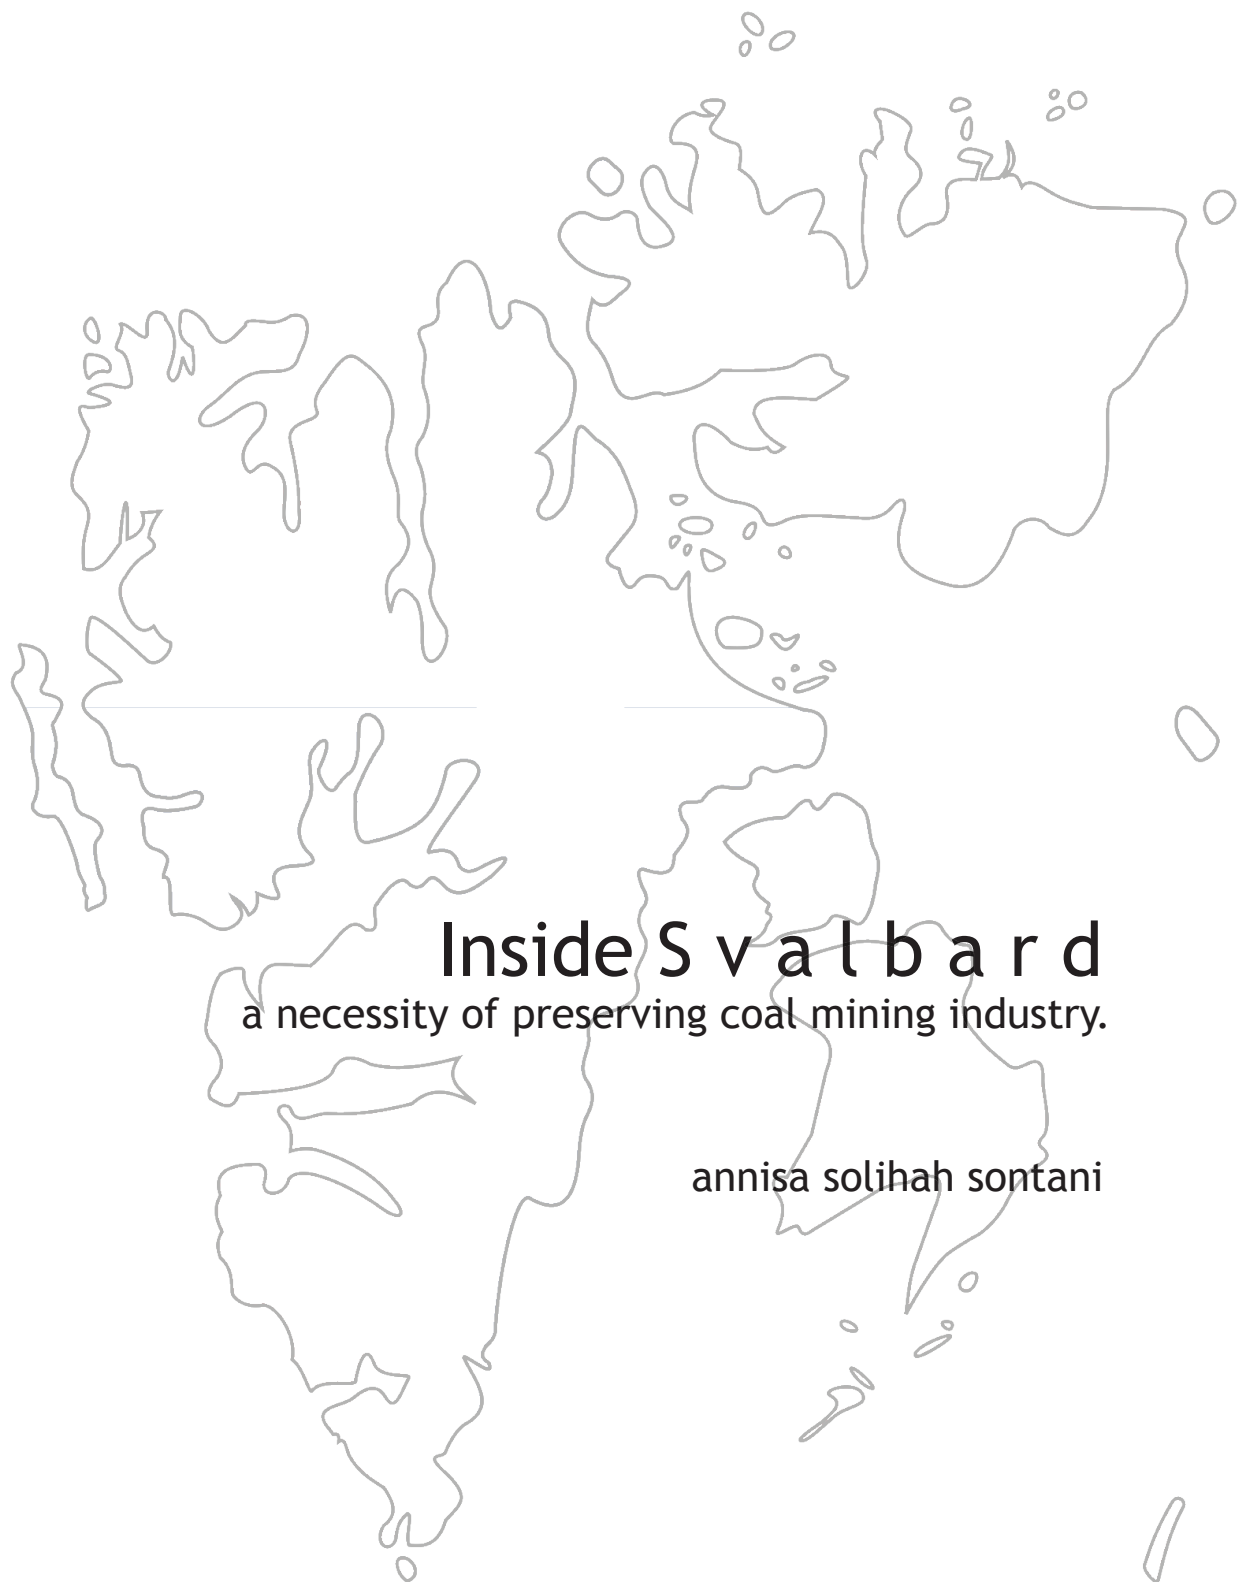 Inside S v a l b a r d
a necessity of preserving coal mining industry.
annisa solihah sontani